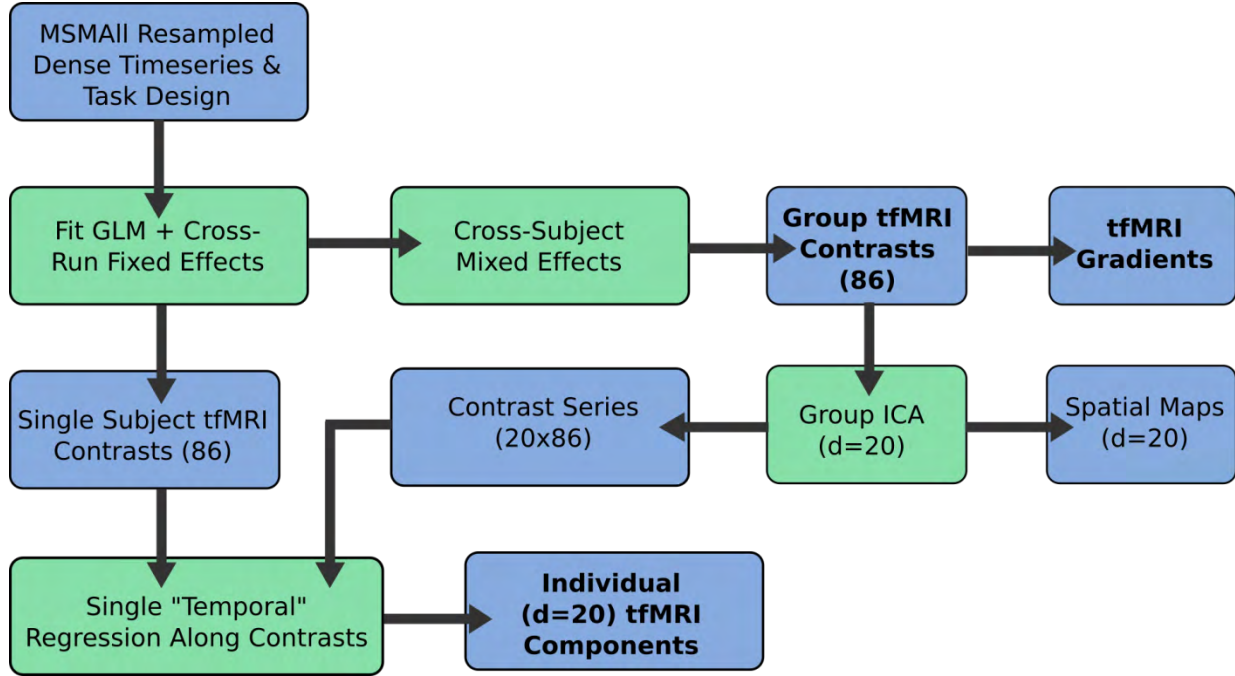 MSMAll Resampled
Dense Timeseries &
Task Design
Fit GLM + Cross-
Run Fixed Effects
Cross-Subject
Mixed Effects
Group tfMRI
Contrasts
(86)
tfMRI
Gradients
Single Subject tfMRI
Contrasts (86)
Contrast Series
(20x86)
Group ICA
(d=20)
Spatial Maps
(d=20)
Single "Temporal"
Regression Along Contrasts
Individual
(d=20) tfMRI
Components